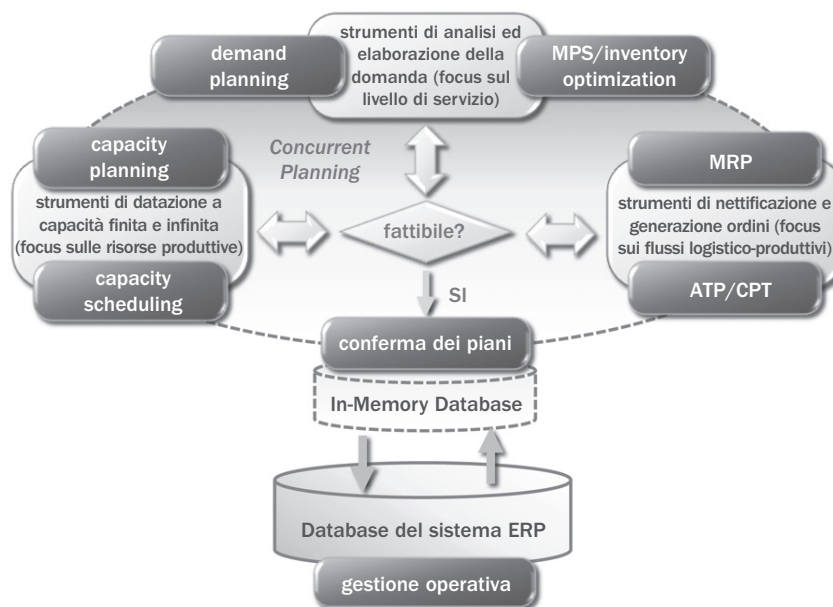 demand
planning
strumenti di analisi ed
elaborazione della
domanda (focus sul
livello di servizio)
MPS/inventory
optimization
Concurrent
Planning
capacity
planning
strumenti di datazione a
capacità finita e infinita
(focus sulle risorse produttive)
capacity
scheduling
fattibile?
MRP
strumenti di nettificazione e
generazione ordini (focus
sui flussi logistico-produttivi)
ATP/CPT
SI
conferma dei piani
In-Memory Database
Database del sistema ERP
gestione operativa